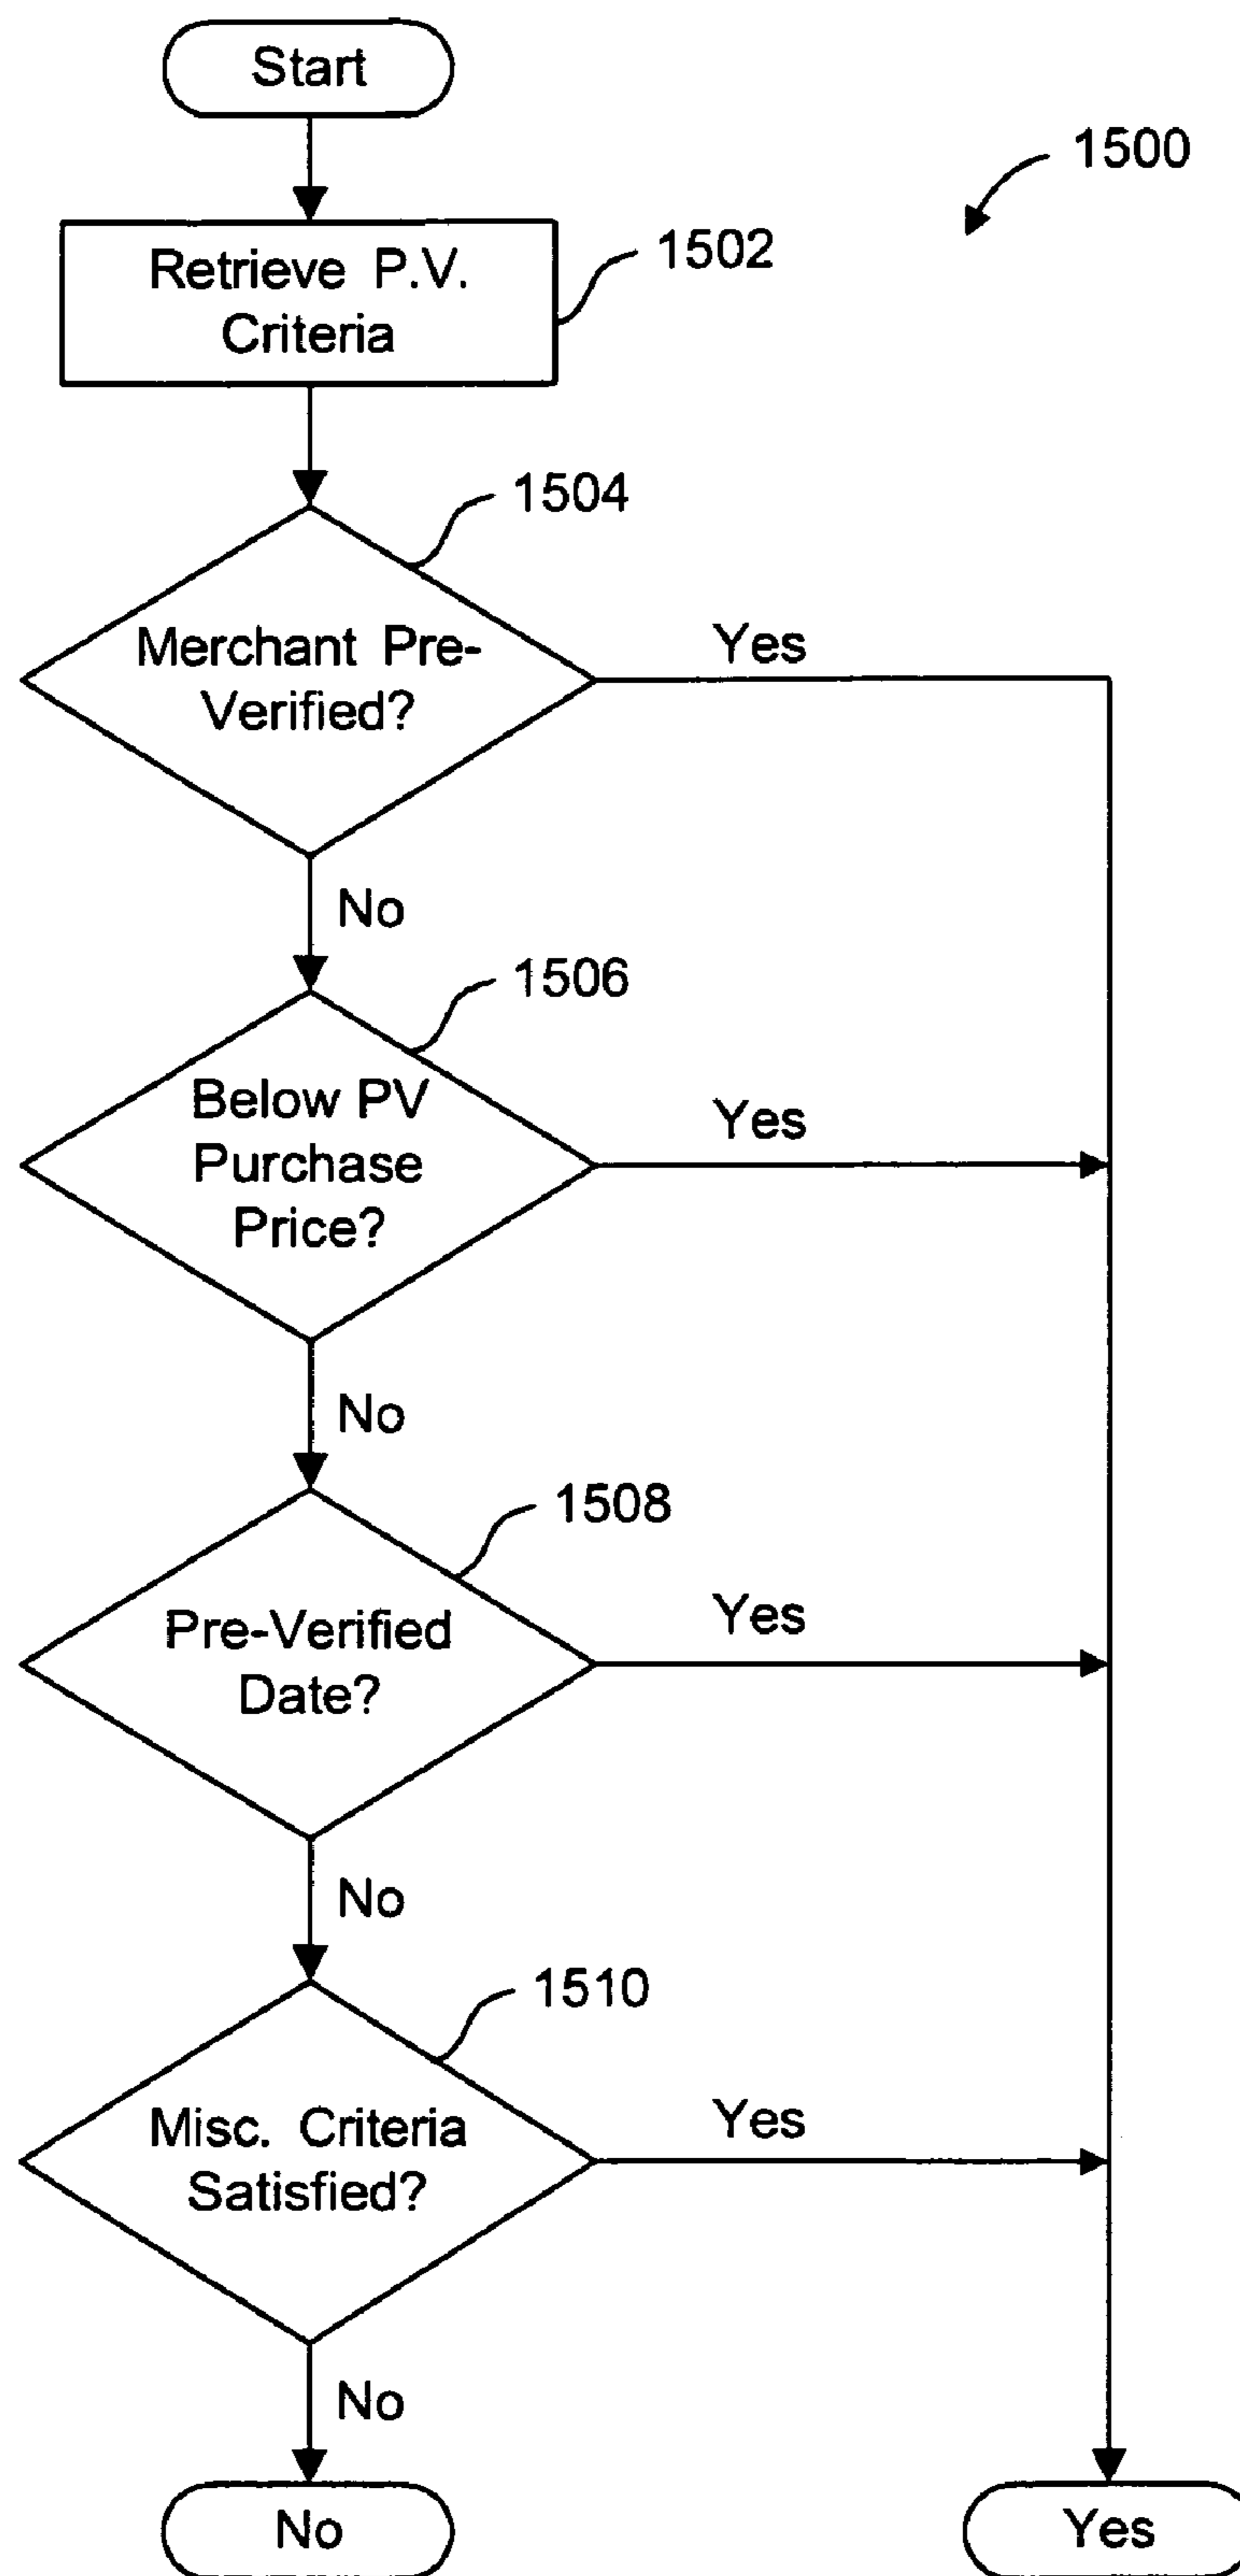 Start
1500
Retrieve P.V.
Criteria
1502
1504
Merchant Pre-
Verified?
Yes
No
1506
Below PV
Purchase
Price?
Yes
No
1508
Pre-Verified
Date?
Yes
No
1510
Misc. Criteria
Satisfied?
Yes
No
No
Yes